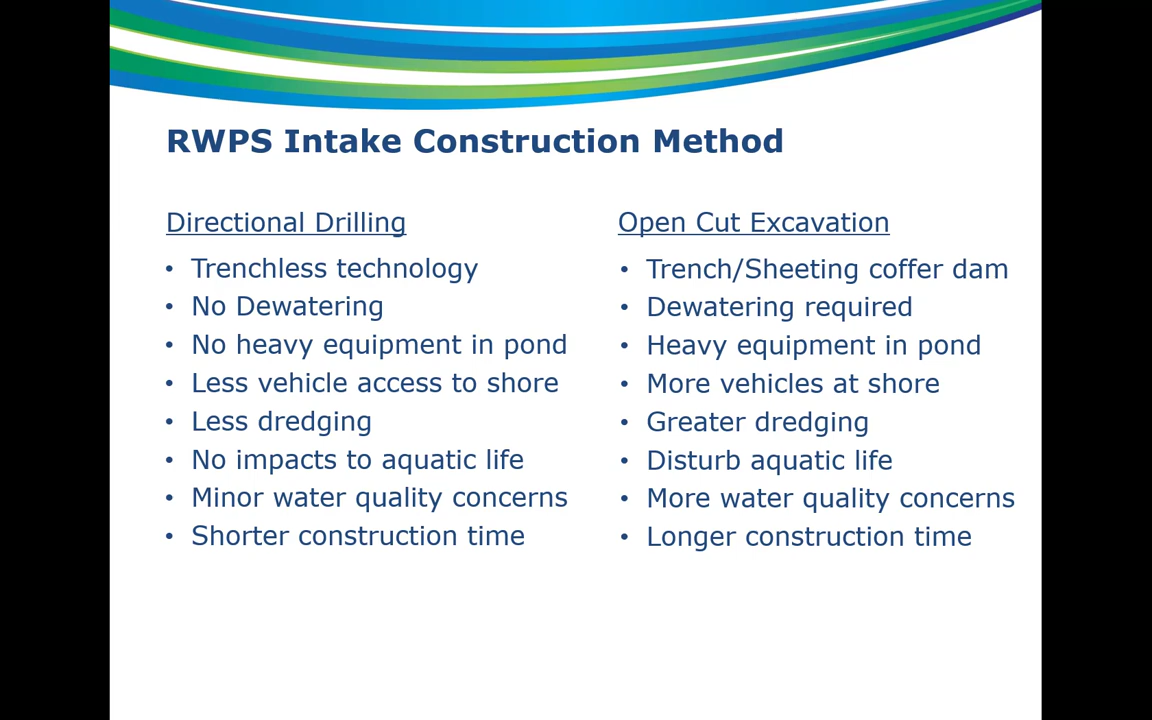 RWPS Intake Construction Method
Directional Drilling
• Trenchless technology
• No Dewatering
• No heavy equipment in pond
• Less vehicle access to shore
• Less dredging
• No impacts to aquatic life
• Minor water quality concerns
• Shorter construction time
Open Cut Excavation
• Trench/Sheeting coffer dam
• Dewatering required
• Heavy equipment in pond
• More vehicles at shore
• Greater dredging
• Disturb aquatic life
• More water quality concerns
• Longer construction time